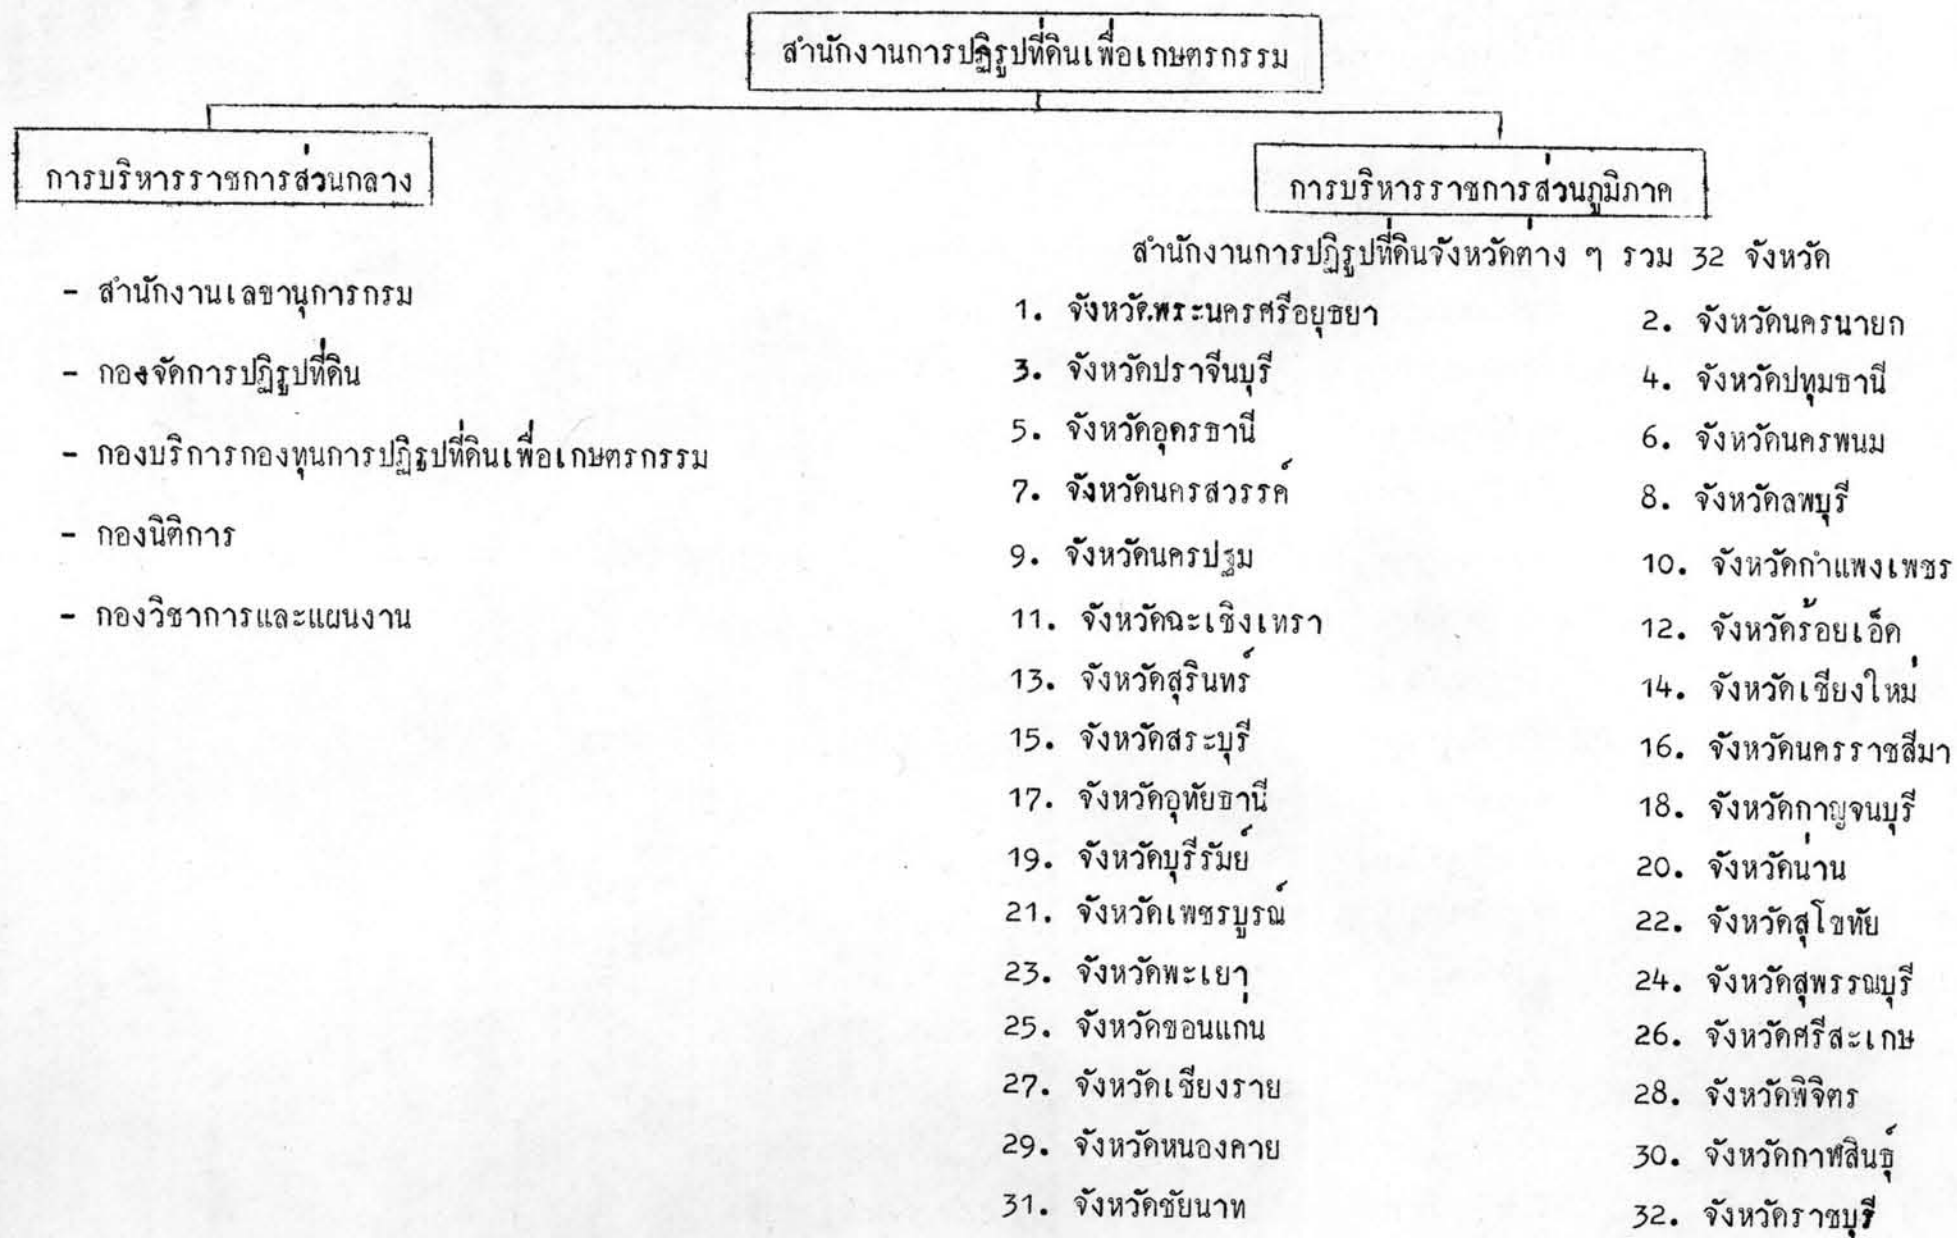 สำนักงานการปฏิรูปที่ดินเพื่อเกษตรกรรม
การบริหารราชการส่วนกลาง
- สำนักงานเลขานุการกรม
- กองจัดการปฏิรูปที่ดิน
- กองบริการกองทุนการปฏิรูปที่ดินเพื่อเกษตรกรรม
- กองนิติการ
- กองวิชาการและแผนงาน
การบริหารราชการส่วนภูมิภาค
สำนักงานการปฏิรูปที่ดินจังหวัดต่าง ๆ รวม 32 จังหวัด
1. จังหวัดพระนครศรีอยุธยา 2. จังหวัดนครนายก
3. จังหวัดปราจีนบุรี 4. จังหวัดปทุมธานี
5. จังหวัดอุดรธานี 6. จังหวัดนครพนม
7. จังหวัดนครสวรรค์ 8. จังหวัดลพบุรี
9. จังหวัดนครปฐม 10. จังหวัดกำแพงเพชร
11. จังหวัดฉะเชิงเทรา 12. จังหวัดร้อยเอ็ด
13. จังหวัดสุรินทร์ 14. จังหวัดเชียงใหม่
15. จังหวัดสระบุรี 16. จังหวัดนครราชสีมา
17. จังหวัดอุทัยธานี 18. จังหวัดกาญจนบุรี
19. จังหวัดบุรีรัมย์ 20. จังหวัดน่าน
21. จังหวัดเพชรบูรณ์ 22. จังหวัดสุโขทัย
23. จังหวัดพะเยา 24. จังหวัดสุพรรณบุรี
25. จังหวัดขอนแก่น 26. จังหวัดศรีสะเกษ
27. จังหวัดเชียงราย 28. จังหวัดพิจิตร
29. จังหวัดหนองคาย 30. จังหวัดกาฬสินธุ์
31. จังหวัดชัยนาท 32. จังหวัดราชบุรี